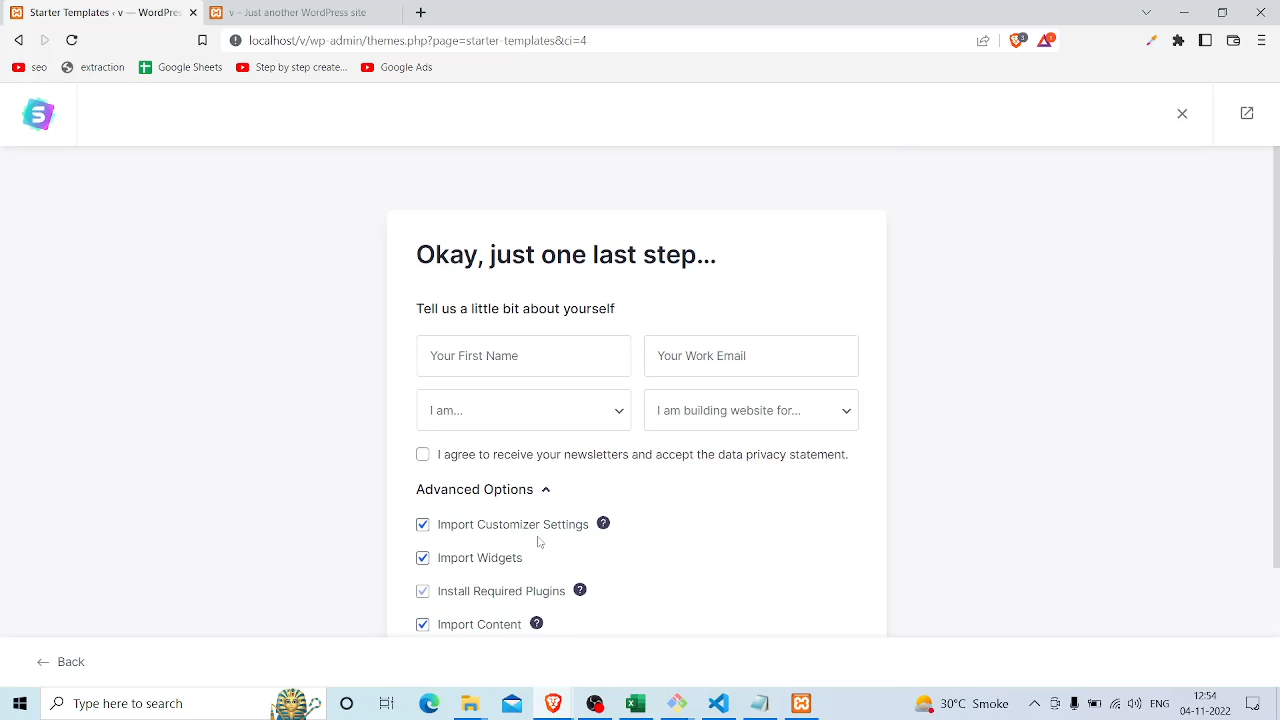 Starter Templates ‹ v — WordPres
v – Just another WordPress site
localhost/v/wp-admin/themes.php?page=starter-templates&ci=4
3
1
seo
extraction
Google Sheets
Step by step create...
Google Ads
S
Okay, just one last step...
Tell us a little bit about yourself
Your First Name
Your Work Email
I am...
I am building website for...
I agree to receive your newsletters and accept the data privacy statement.
Advanced Options
Import Customizer Settings ?
Import Widgets
Install Required Plugins ?
Import Content ?
← Back
Type here to search
30°C Smoke
ENG
12:54
04-11-2022